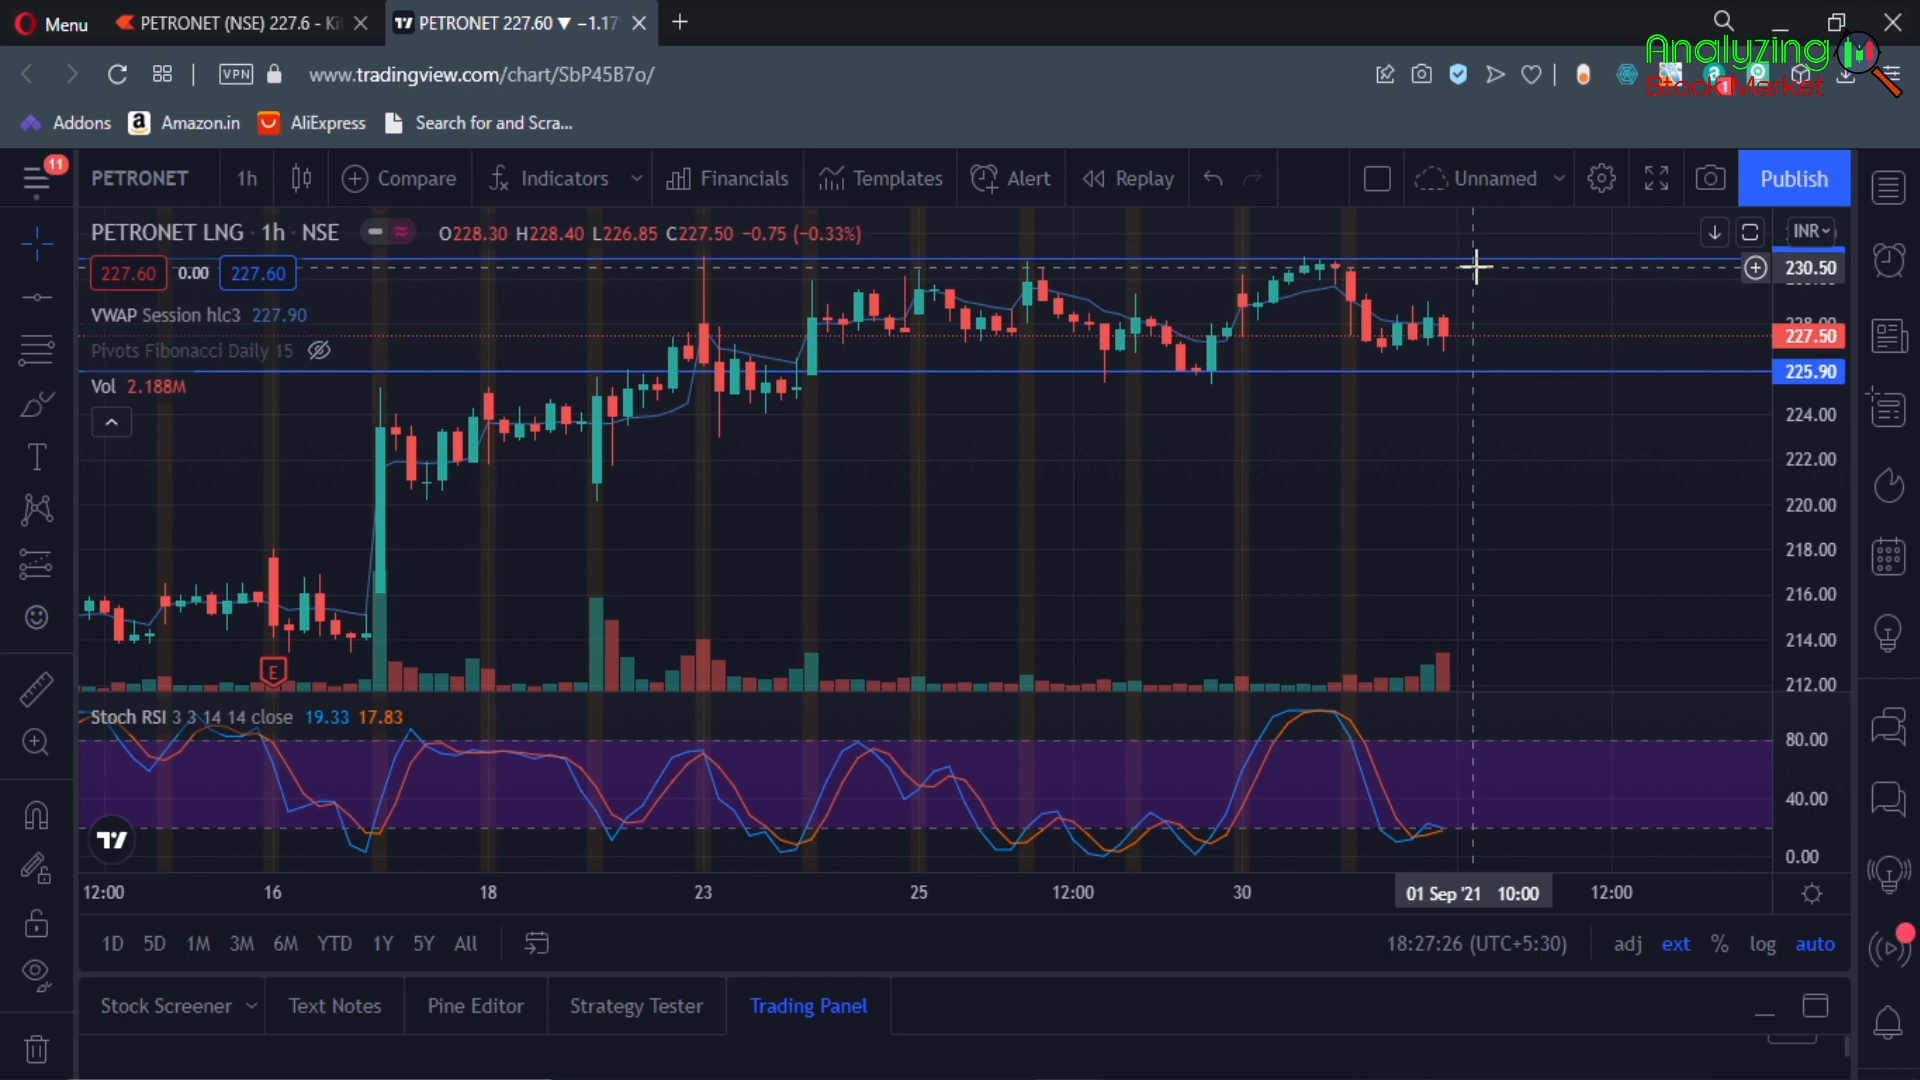 Menu
PETRONET (NSE) 227.6 - Ki
PETRONET 227.60 ▼ −1.17
Analyzing
Stock Market
VPN
www.tradingview.com/chart/SbP45B7o/
1
Addons
Amazon.in
AliExpress
Search for and Scra...
11
PETRONET
1h
Compare
Indicators
Financials
Templates
Alert
Replay
Unnamed
Publish
PETRONET LNG · 1h · NSE
O228.30 H228.40 L226.85 C227.50 −0.75 (−0.33%)
INR
227.60
0.00
227.60
230.50
VWAP Session hlc3 227.90
Pivots Fibonacci Daily 15
227.50
225.90
Vol 2.188M
224.00
222.00
220.00
218.00
216.00
214.00
212.00
E
Stoch RSI 3 3 14 14 close 19.33 17.83
80.00
40.00
0.00
12:00
16
18
23
25
12:00
30
01 Sep '21 10:00
12:00
1D
5D
1M
3M
6M
YTD
1Y
5Y
All
18:27:26 (UTC+5:30)
adj
ext
%
log
auto
Stock Screener
Text Notes
Pine Editor
Strategy Tester
Trading Panel